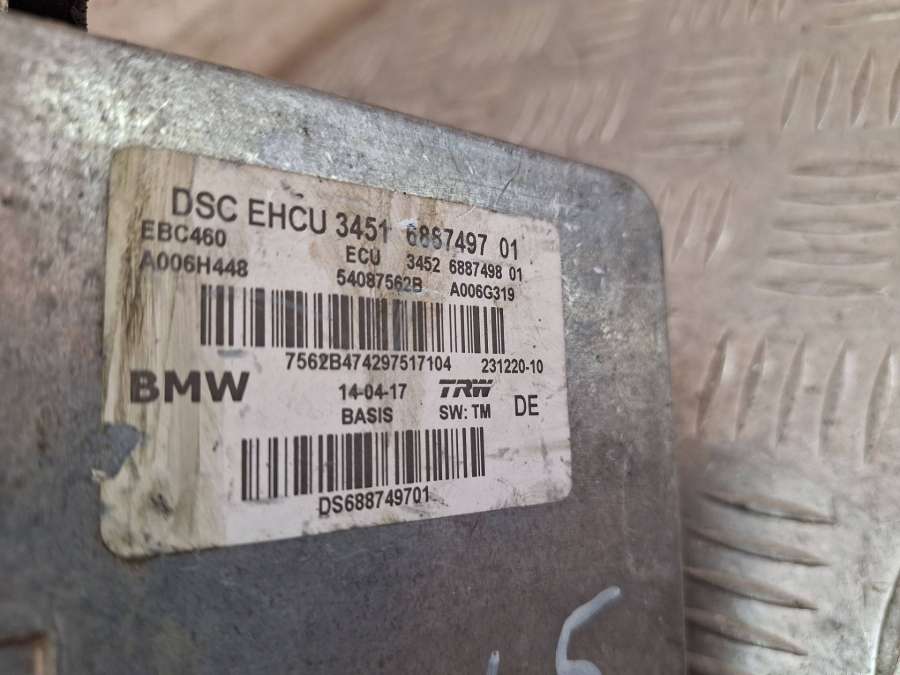 DSC EHCU 3451 6887497 01
EBC460 ECU 3452 6887498 01
A006H448 54087562B A006G319
7562B474297517104 231220-10
BMW 14-04-17 TRW
BASIS SW: TM DE
DS688749701